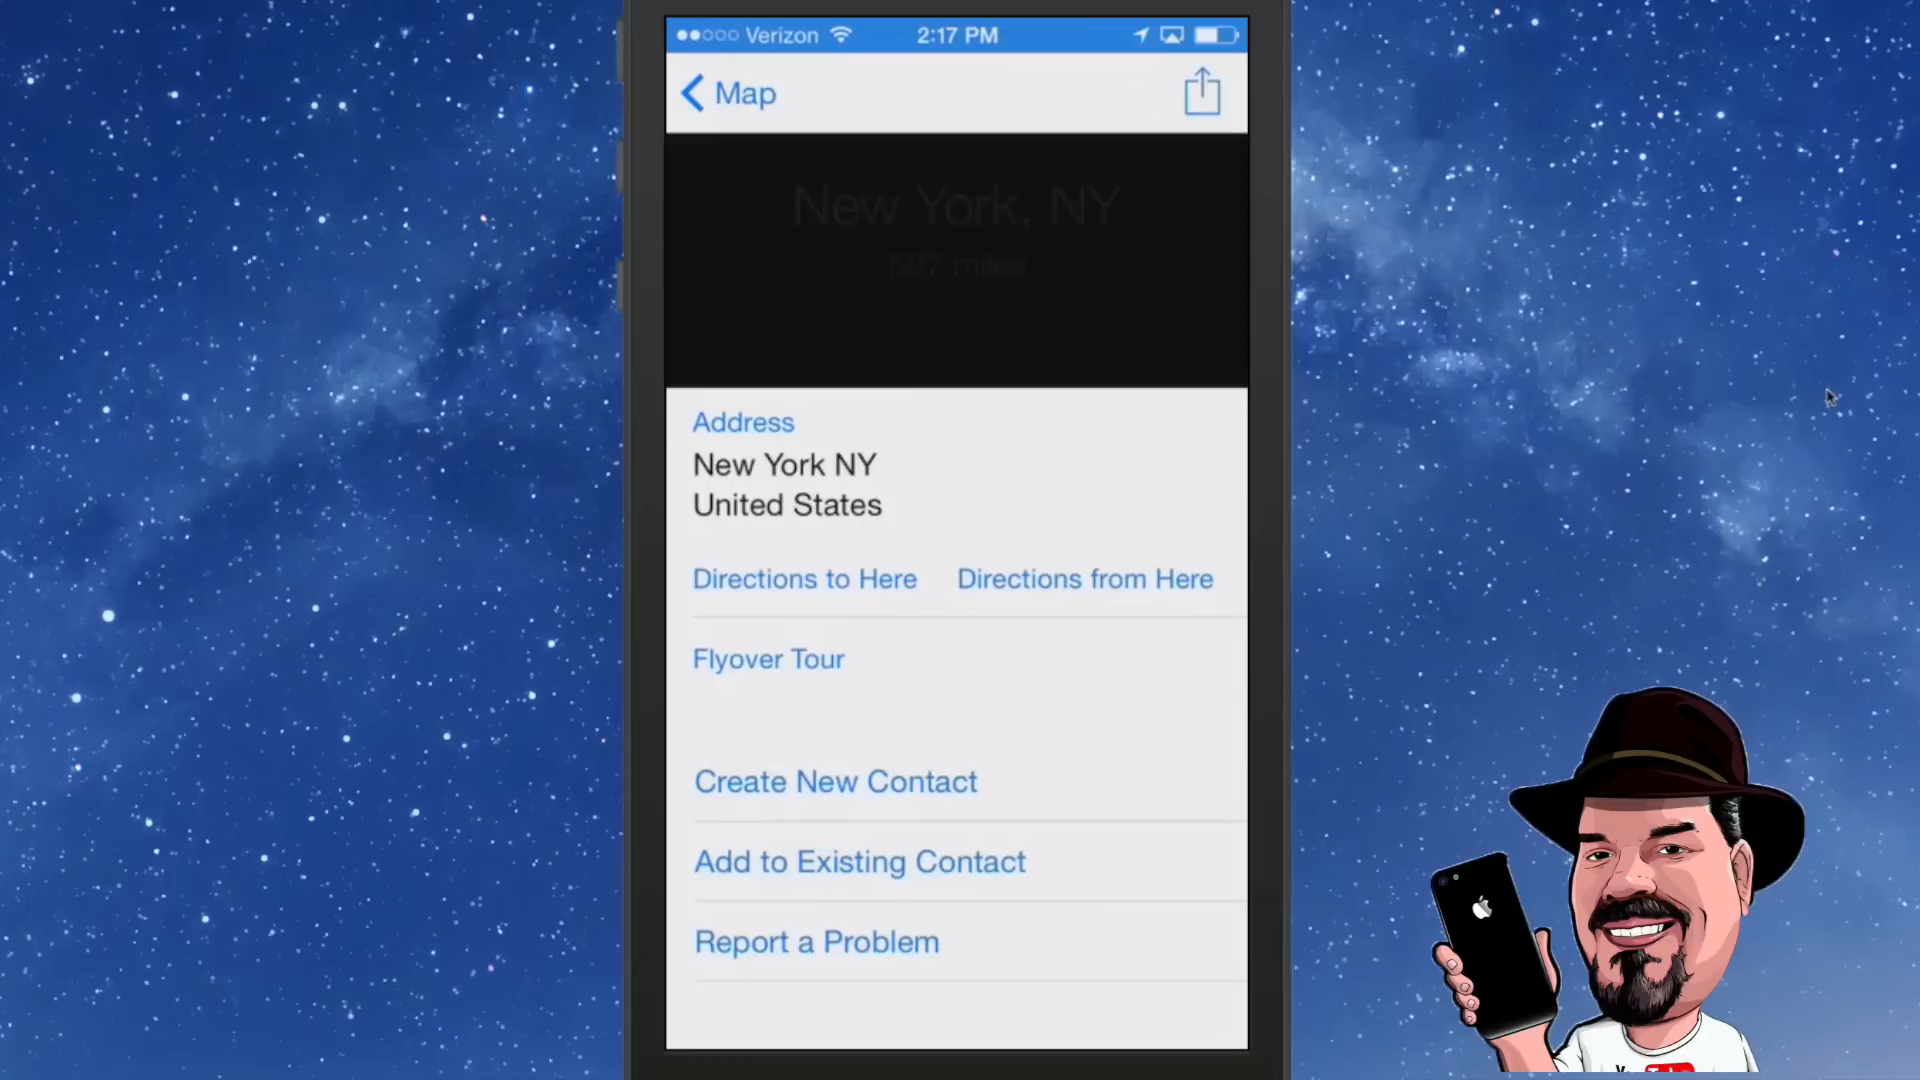 Verizon 2:17 PM
Map
New York, NY
miles
Address
New York NY
United States
Directions to Here Directions from Here
Flyover Tour
Create New Contact
Add to Existing Contact
Report a Problem